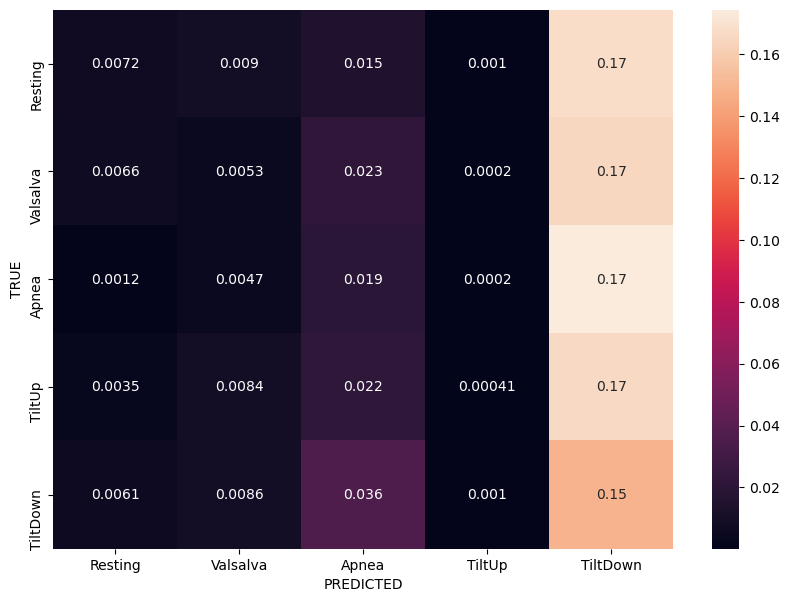 Resting 0.0072 0.009 0.015 0.001 0.17
Valsalva 0.0066 0.0053 0.023 0.0002 0.17
Apnea 0.0012 0.0047 0.019 0.0002 0.17
TiltUp 0.0035 0.0084 0.022 0.00041 0.17
TiltDown 0.0061 0.0086 0.036 0.001 0.15
TRUE
Resting Valsalva Apnea TiltUp TiltDown
PREDICTED
0.16
0.14
0.12
0.10
0.08
0.06
0.04
0.02